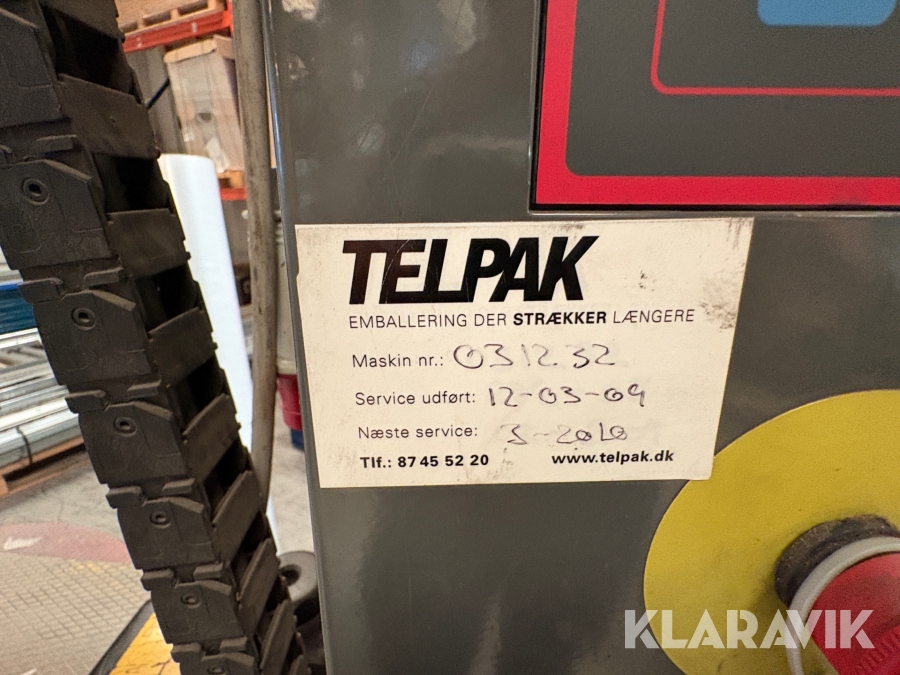 TELPAK
EMBALLERING DER STRÆKKER LÆNGERE
Maskin nr.: 031232
Service udført: 12-03-09
Næste service: 3-2010
Tlf.: 87 45 52 20 www.telpak.dk
KLARAVIK